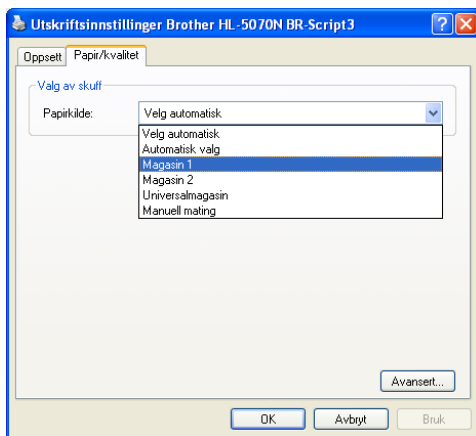 Utskriftsinnstillinger Brother HL-5070N BR-Script3
Oppsett Papir/kvalitet
Valg av skuff
Papirkilde: Velg automatisk
Velg automatisk
Automatisk valg
Magasin 1
Magasin 2
Universalmagasin
Manuell mating
Avansert...
OK Avbryt Bruk